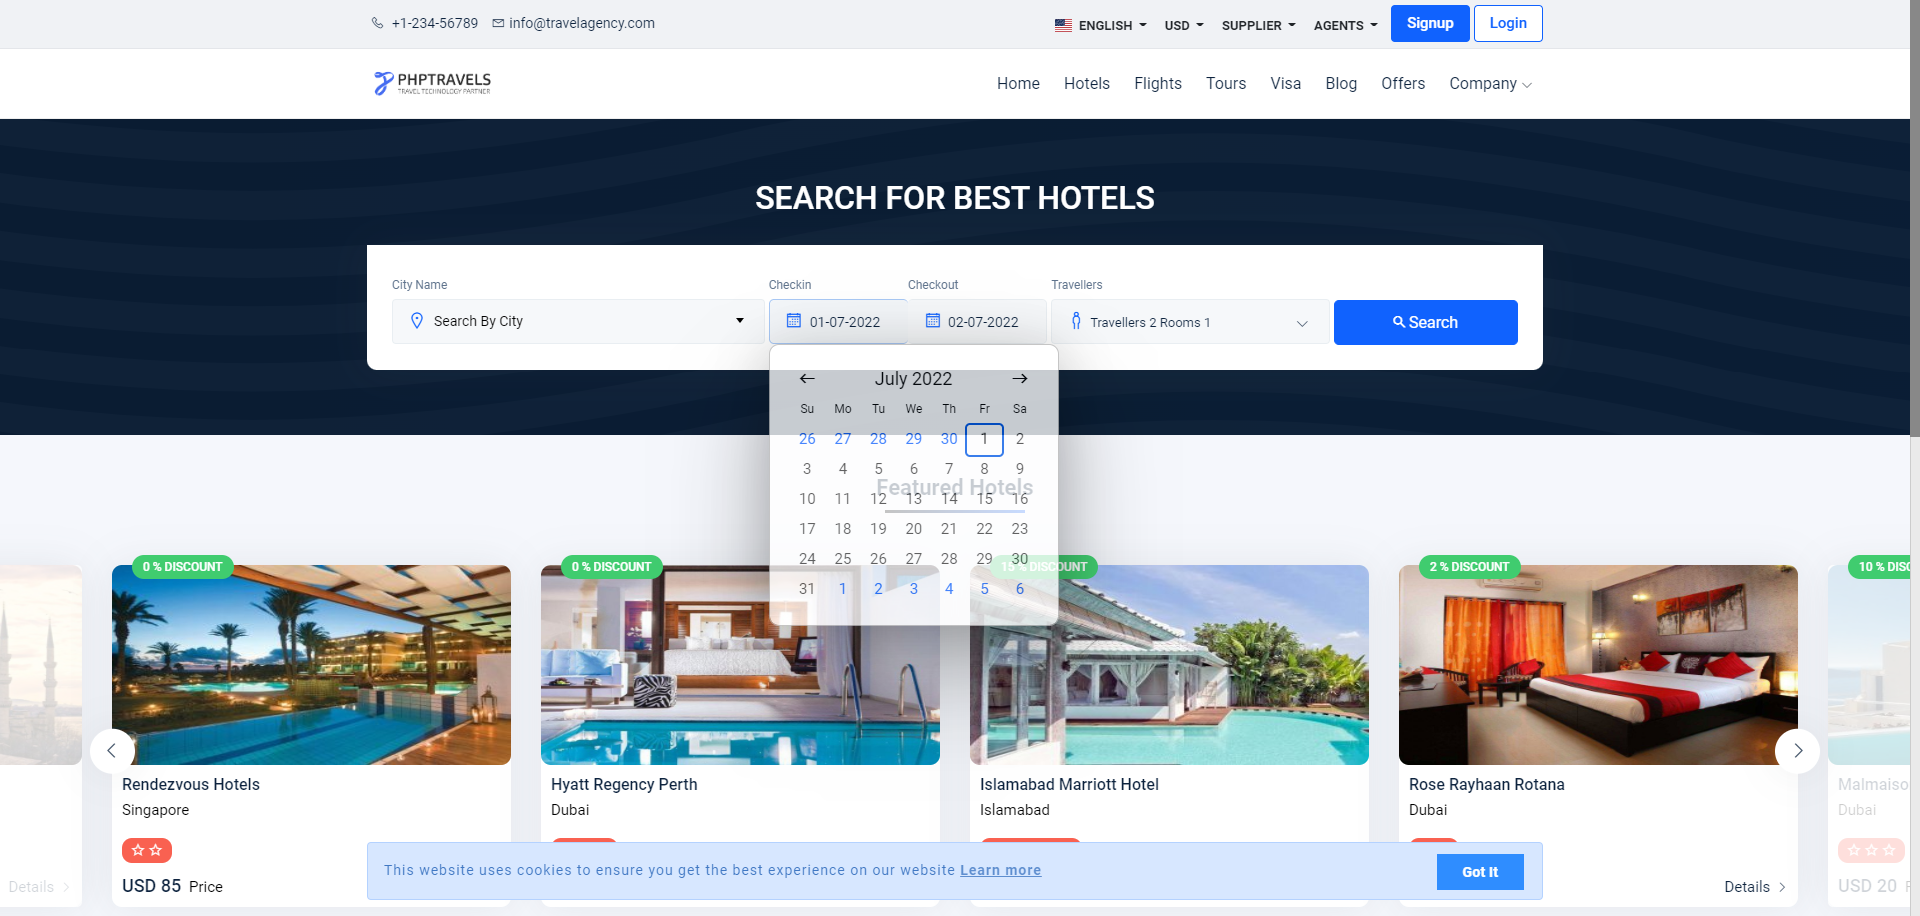 +1-234-56789 info@travelagency.com ENGLISH USD SUPPLIER AGENTS Signup Login
PHPTRAVELS
TRAVEL TECHNOLOGY PARTNER
Home Hotels Flights Tours Visa Blog Offers Company
SEARCH FOR BEST HOTELS
City Name Checkin Checkout Travellers
Search By City 01-07-2022 02-07-2022 Travellers 2 Rooms 1 Search
July 2022
Su Mo Tu We Th Fr Sa
26 27 28 29 30 1 2
3 4 5 6 7 8 9
Featured Hotels
10 11 12 13 14 15 16
17 18 19 20 21 22 23
24 25 26 27 28 29 30
31 1 2 3 4 5 6
0 % DISCOUNT 0 % DISCOUNT 15 % DISCOUNT 2 % DISCOUNT 10 % DISC
Rendezvous Hotels Hyatt Regency Perth Islamabad Marriott Hotel Rose Rayhaan Rotana Malmaiso
Singapore Dubai Islamabad Dubai Dubai
This website uses cookies to ensure you get the best experience on our website Learn more Got It
Details USD 85 Price Details USD 20